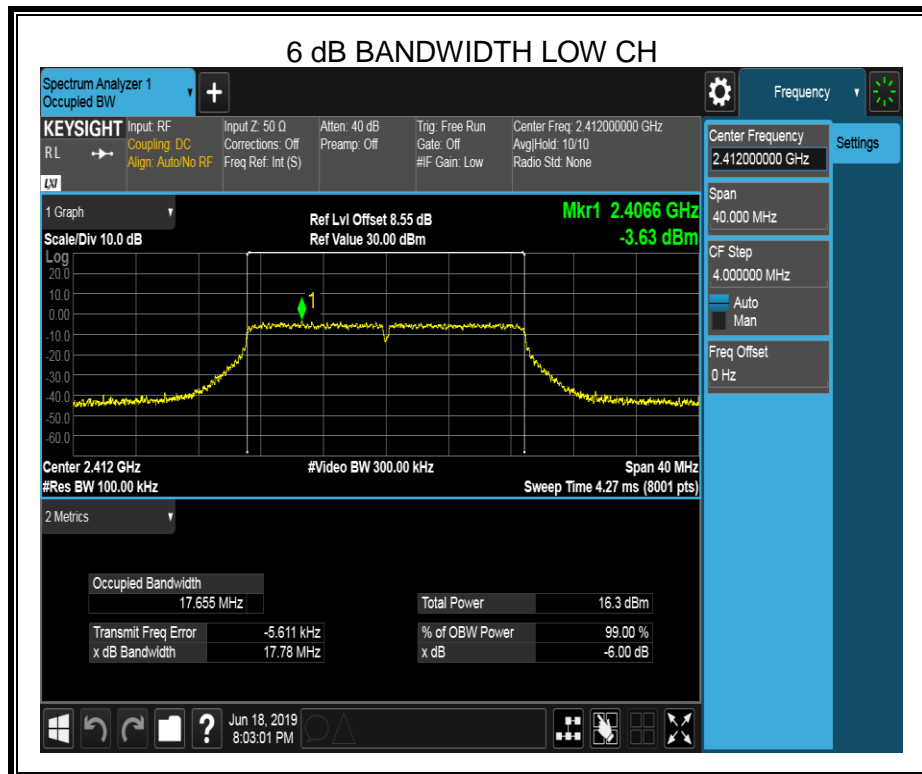 6 dB BANDWIDTH LOW CH
Spectrum Analyzer 1
Occupied BW
+
Frequency
KEYSIGHT
RL
LXI
Input: RF
Coupling: DC
Align: Auto/No RF
Input Z: 50 Ω
Corrections: Off
Freq Ref: Int (S)
Atten: 40 dB
Preamp: Off
Trig: Free Run
Gate: Off
#IF Gain: Low
Center Freq: 2.412000000 GHz
Avg|Hold: 10/10
Radio Std: None
Center Frequency
2.412000000 GHz
Settings
Span
40.000 MHz
CF Step
4.000000 MHz
Auto
Man
Freq Offset
0 Hz
1 Graph
Scale/Div 10.0 dB
Ref Lvl Offset 8.55 dB
Ref Value 30.00 dBm
Mkr1 2.4066 GHz
-3.63 dBm
Log
20.0
10.0
0.00
-10.0
-20.0
-30.0
-40.0
-50.0
-60.0
1
Center 2.412 GHz
#Res BW 100.00 kHz
#Video BW 300.00 kHz
Span 40 MHz
Sweep Time 4.27 ms (8001 pts)
2 Metrics
Occupied Bandwidth
17.655 MHz
Total Power 16.3 dBm
Transmit Freq Error -5.611 kHz
% of OBW Power 99.00 %
x dB Bandwidth 17.78 MHz
x dB -6.00 dB
?
Jun 18, 2019
8:03:01 PM